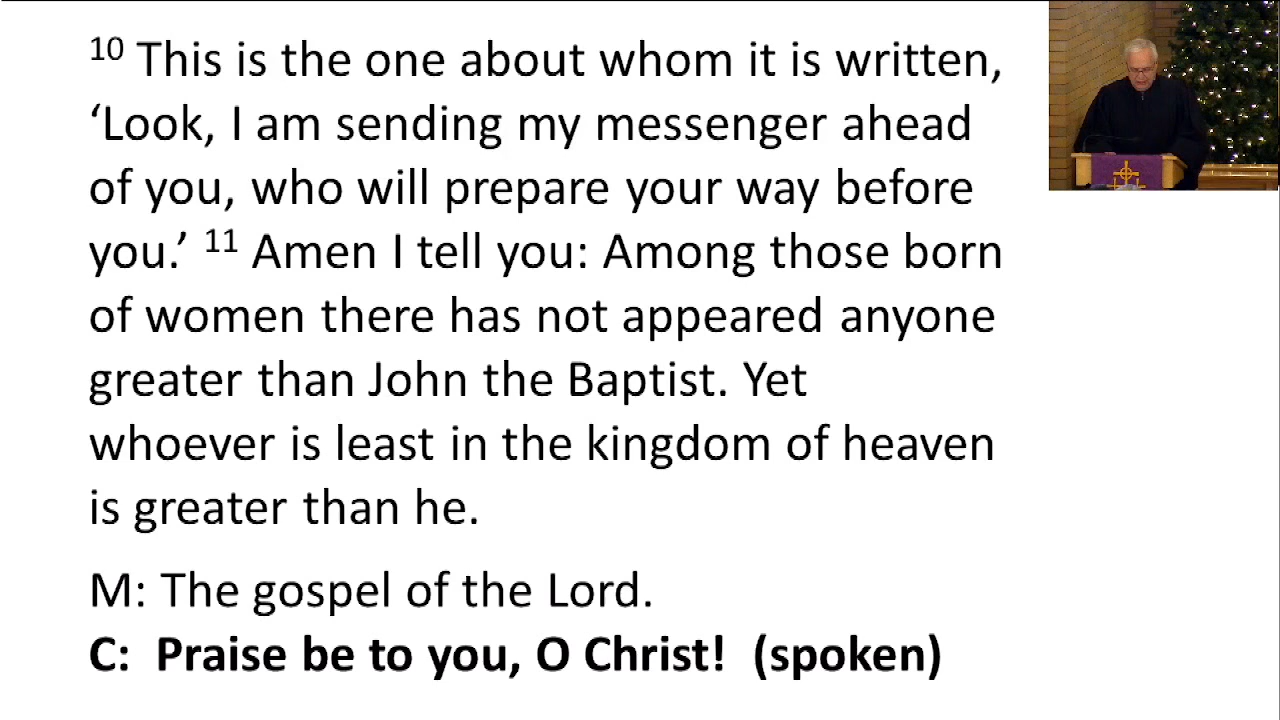 10 This is the one about whom it is written,
‘Look, I am sending my messenger ahead
of you, who will prepare your way before
you.’ 11 Amen I tell you: Among those born
of women there has not appeared anyone
greater than John the Baptist. Yet
whoever is least in the kingdom of heaven
is greater than he.
M: The gospel of the Lord.
C:  Praise be to you, O Christ!  (spoken)